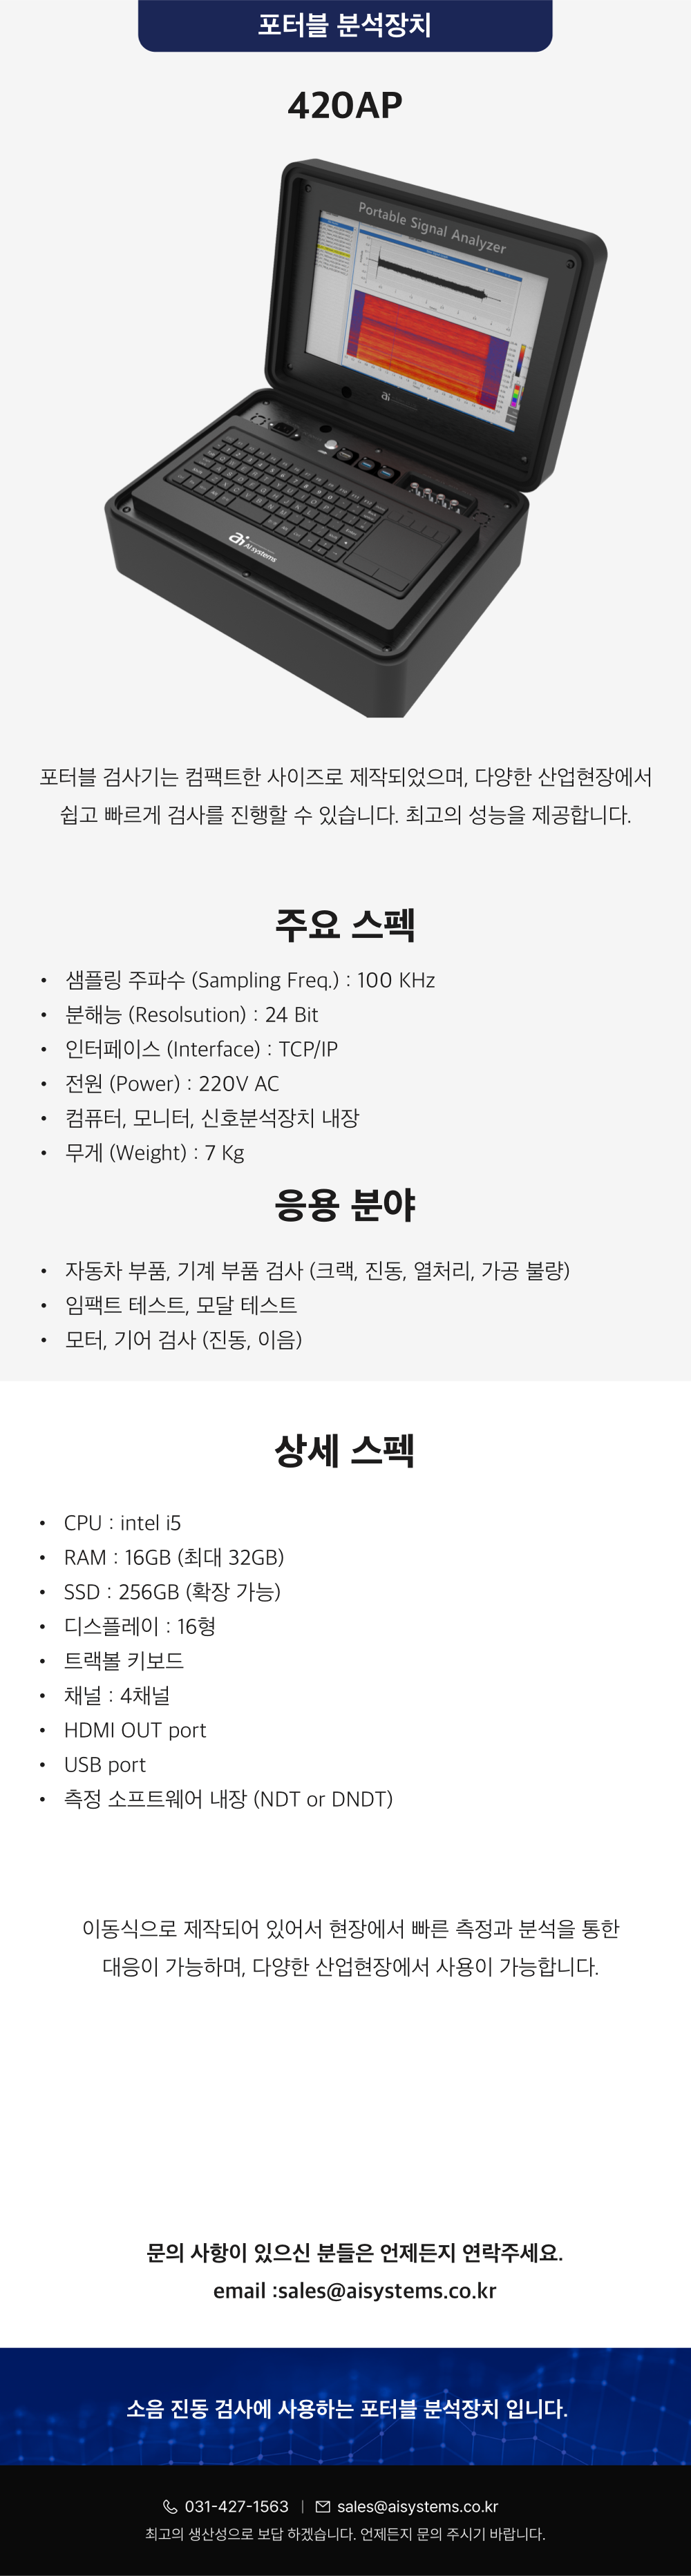 포터블 분석장치
420AP
Portable Signal Analyzer
ai
ai AI systems
포터블 검사기는 컴팩트한 사이즈로 제작되었으며, 다양한 산업현장에서
쉽고 빠르게 검사를 진행할 수 있습니다. 최고의 성능을 제공합니다.
주요 스펙
• 샘플링 주파수 (Sampling Freq.) : 100 KHz
• 분해능 (Resolsution) : 24 Bit
• 인터페이스 (Interface) : TCP/IP
• 전원 (Power) : 220V AC
• 컴퓨터, 모니터, 신호분석장치 내장
• 무게 (Weight) : 7 Kg
응용 분야
• 자동차 부품, 기계 부품 검사 (크랙, 진동, 열처리, 가공 불량)
• 임팩트 테스트, 모달 테스트
• 모터, 기어 검사 (진동, 이음)
상세 스펙
• CPU : intel i5
• RAM : 16GB (최대 32GB)
• SSD : 256GB (확장 가능)
• 디스플레이 : 16형
• 트랙볼 키보드
• 채널 : 4채널
• HDMI OUT port
• USB port
• 측정 소프트웨어 내장 (NDT or DNDT)
이동식으로 제작되어 있어서 현장에서 빠른 측정과 분석을 통한
대응이 가능하며, 다양한 산업현장에서 사용이 가능합니다.
문의 사항이 있으신 분들은 언제든지 연락주세요.
email :sales@aisystems.co.kr
소음 진동 검사에 사용하는 포터블 분석장치 입니다.
031-427-1563 | sales@aisystems.co.kr
최고의 생산성으로 보답 하겠습니다. 언제든지 문의 주시기 바랍니다.